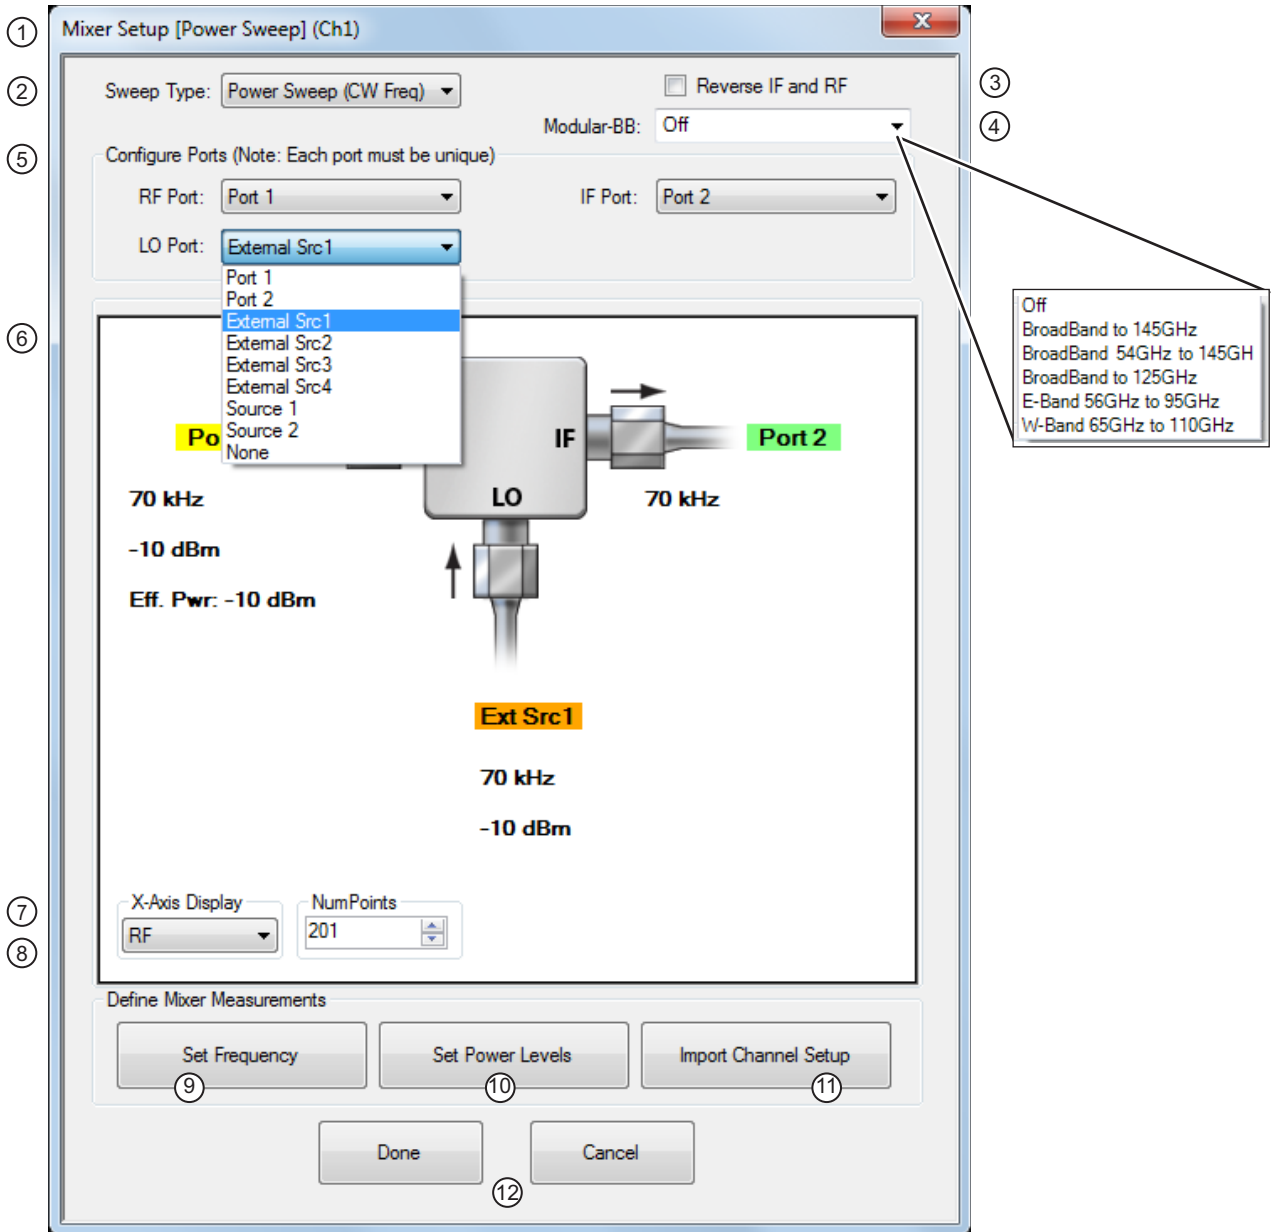 1 Mixer Setup [Power Sweep] (Ch1)
2 Sweep Type: Power Sweep (CW Freq)
Reverse IF and RF 3
Modular-BB: Off 4
5 Configure Ports (Note: Each port must be unique)
RF Port: Port 1
IF Port: Port 2
LO Port: External Src1
Port 1
Port 2
External Src1
External Src2
External Src3
External Src4
Source 1
Source 2
None
Off
BroadBand to 145GHz
BroadBand 54GHz to 145GH
BroadBand to 125GHz
E-Band 56GHz to 95GHz
W-Band 65GHz to 110GHz
6
Po
IF
Port 2
LO
70 kHz
70 kHz
-10 dBm
Eff. Pwr: -10 dBm
Ext Src1
70 kHz
-10 dBm
7 X-Axis Display
NumPoints
8 RF
201
Define Mixer Measurements
Set Frequency
Set Power Levels
Import Channel Setup
9
10
11
Done
Cancel
12